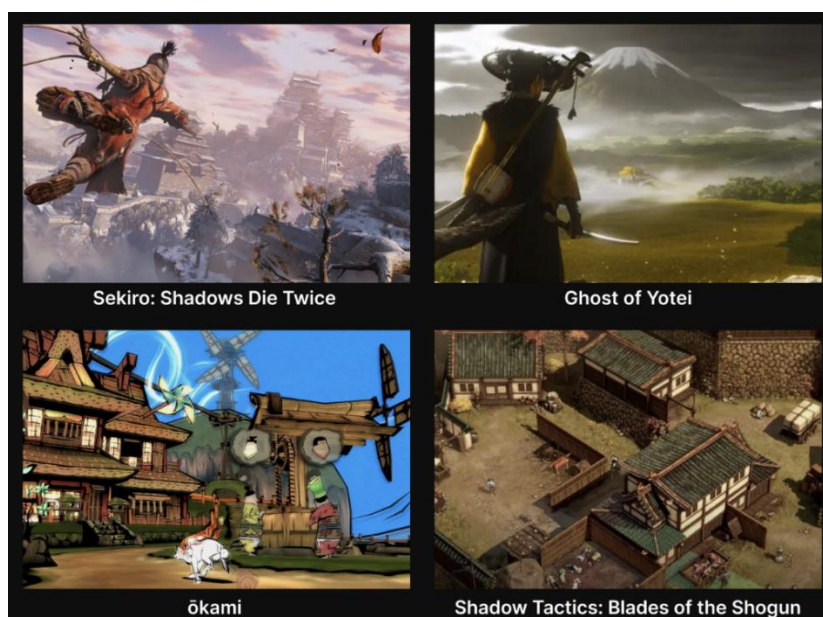 Sekiro: Shadows Die Twice
Ghost of Yotei
ōkami
Shadow Tactics: Blades of the Shogun